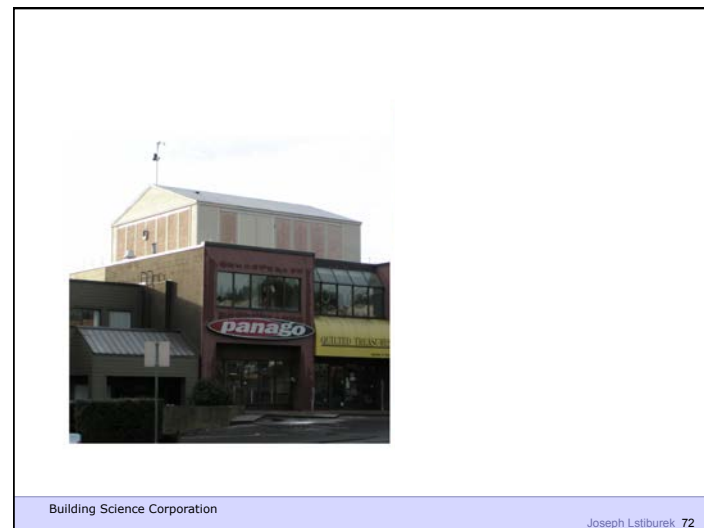 panago
QUILTED TREASURES
Building Science Corporation
Joseph Lstiburek 72